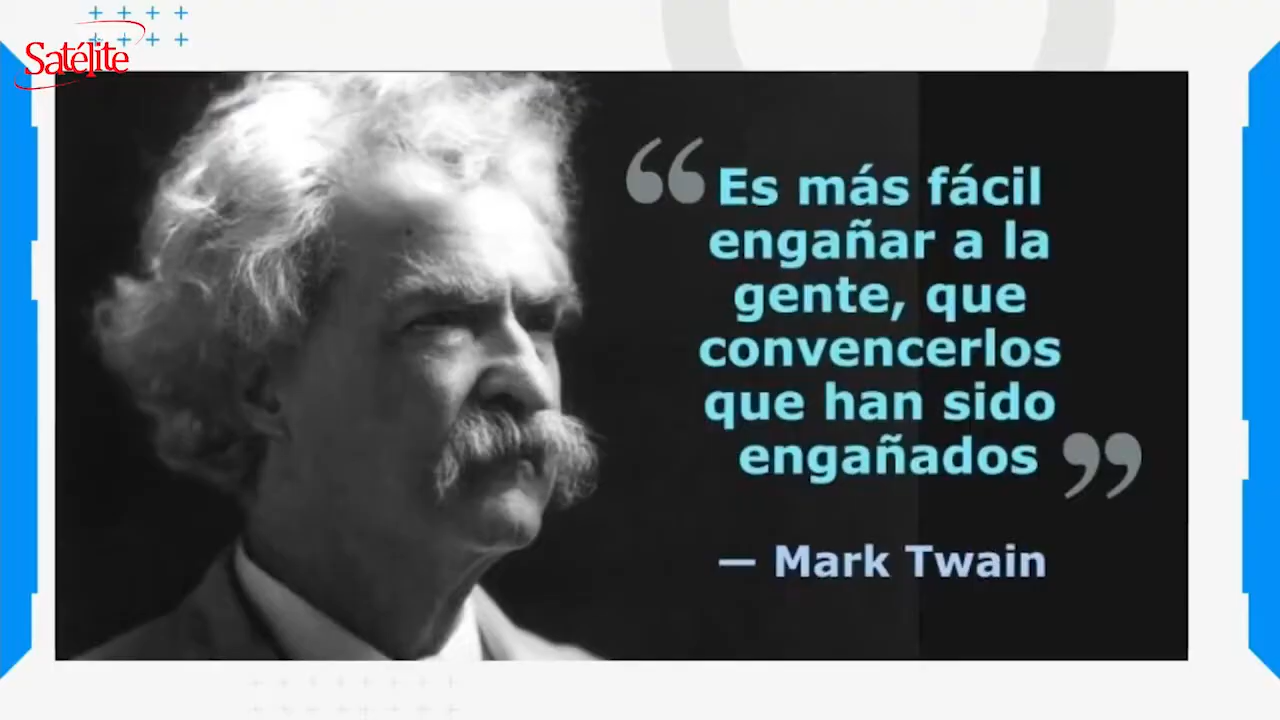 Satélite
“Es más fácil
engañar a la
gente, que
convencerlos
que han sido
engañados”
— Mark Twain